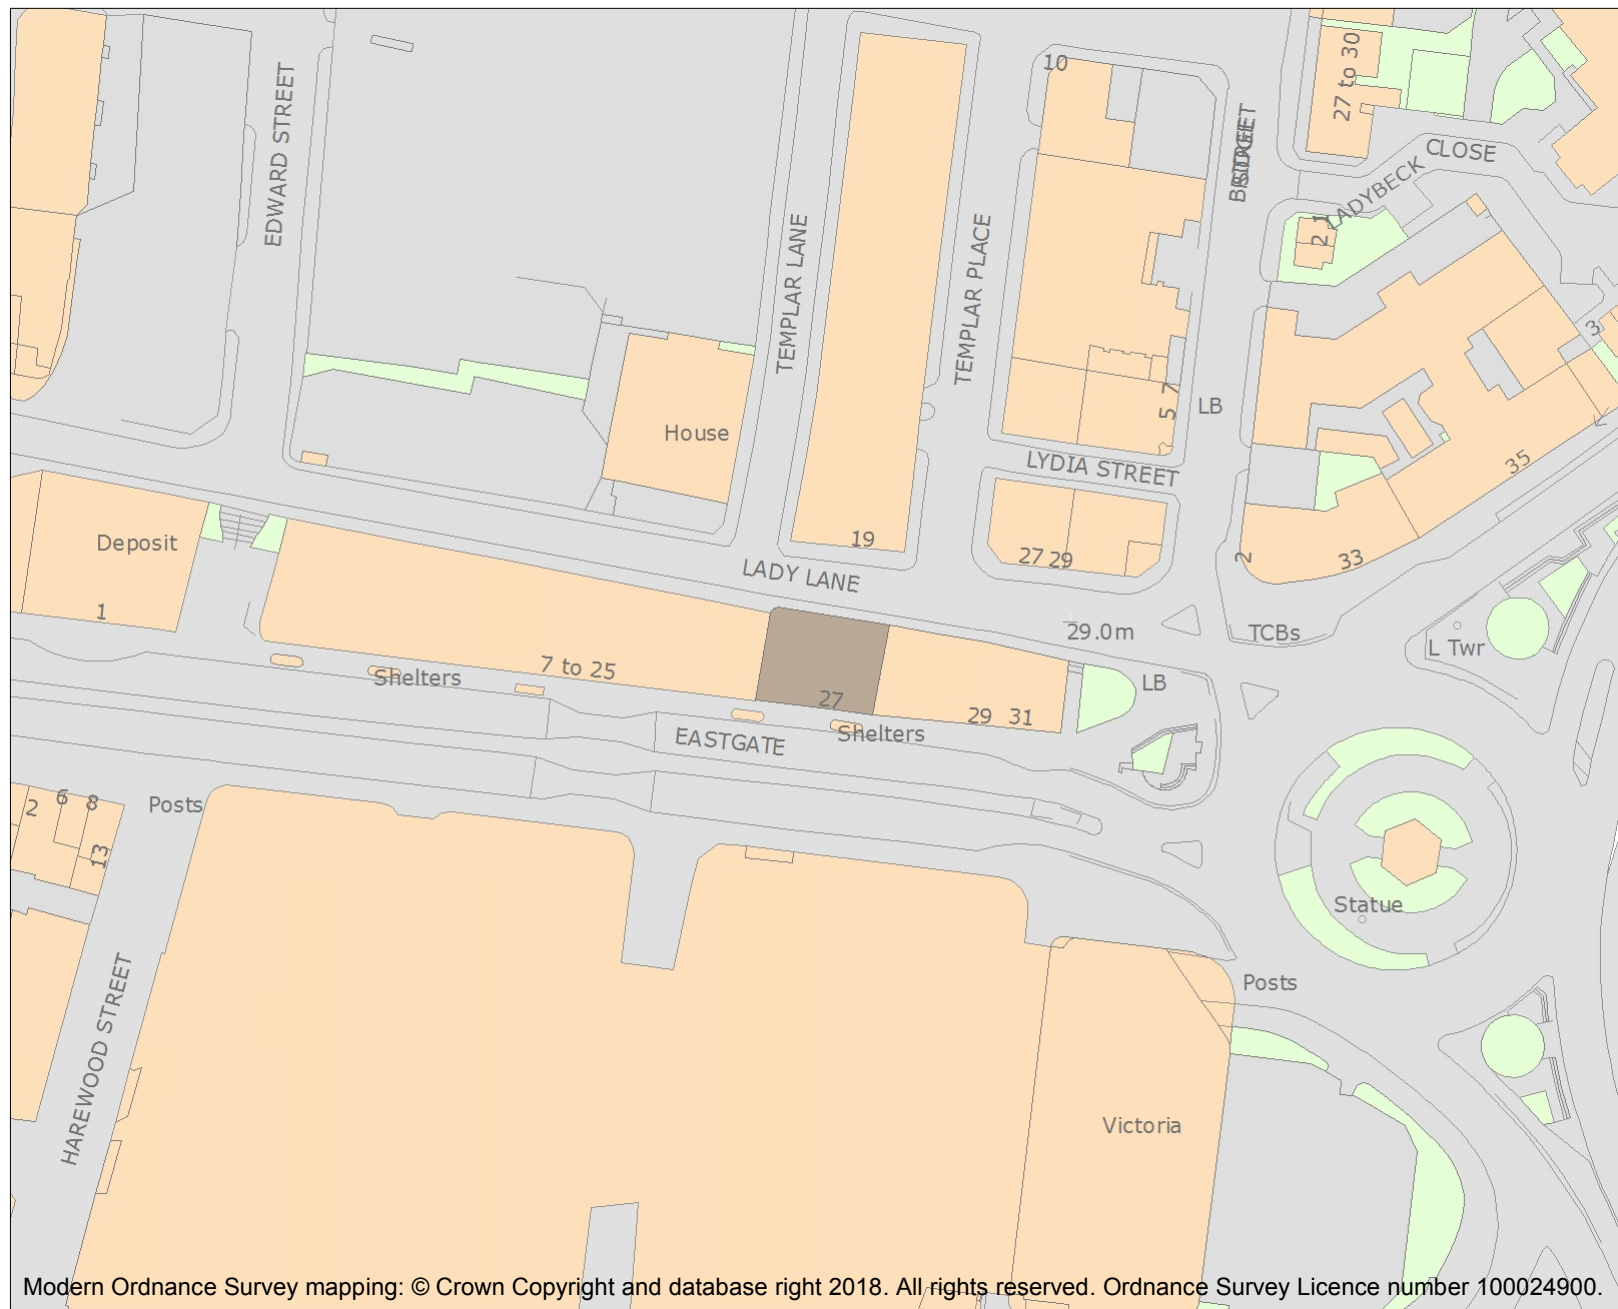 10
27 to 30
EDWARD STREET
BRIDGE
STREET
CLOSE
LADYBECK
2 1
TEMPLAR LANE
TEMPLAR PLACE
3
5 7
LB
House
LYDIA STREET
35
Deposit
19
27 29
2
33
LADY LANE
1
29.0m
TCBs
L Twr
7 to 25
Shelters
27
LB
29 31
Shelters
EASTGATE
2
6
8
Posts
13
Statue
HAREWOOD STREET
Posts
Victoria
Modern Ordnance Survey mapping: © Crown Copyright and database right 2018. All rights reserved. Ordnance Survey Licence number 100024900.